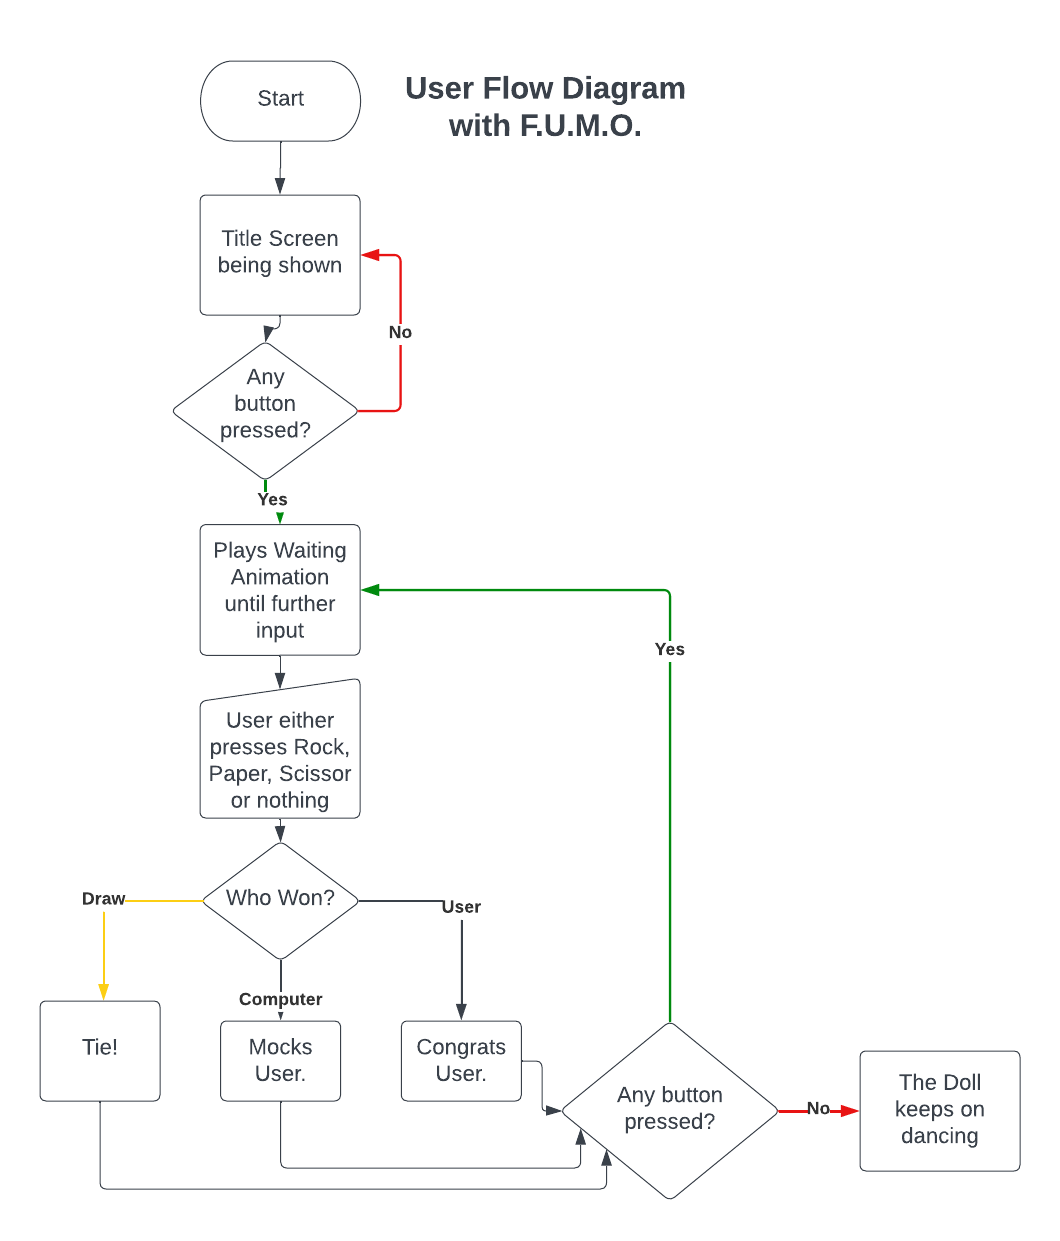 Start
User Flow Diagram
with F.U.M.O.
Title Screen
being shown
No
Any
button
pressed?
Yes
Plays Waiting
Animation
until further
input
Yes
User either
presses Rock,
Paper, Scissor
or nothing
Who Won?
Draw
User
Computer
Tie!
Mocks
User.
Congrats
User.
Any button
pressed?
No
The Doll
keeps on
dancing